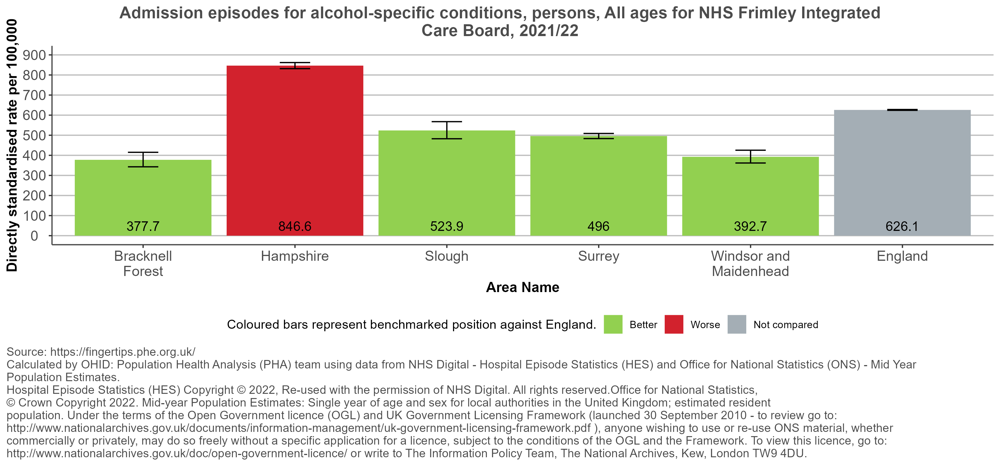 Admission episodes for alcohol-specific conditions, persons, All ages for NHS Frimley Integrated
Care Board, 2021/22
Directly standardised rate per 100,000
900
800
700
600
500
400
300
200
100
0
377.7
846.6
523.9
496
392.7
626.1
Bracknell
Forest
Hampshire
Slough
Surrey
Windsor and
Maidenhead
England
Area Name
Coloured bars represent benchmarked position against England.
Better
Worse
Not compared
Source: https://fingertips.phe.org.uk/
Calculated by OHID: Population Health Analysis (PHA) team using data from NHS Digital - Hospital Episode Statistics (HES) and Office for National Statistics (ONS) - Mid Year
Population Estimates.
Hospital Episode Statistics (HES) Copyright © 2022, Re-used with the permission of NHS Digital. All rights reserved.Office for National Statistics,
© Crown Copyright 2022. Mid-year Population Estimates: Single year of age and sex for local authorities in the United Kingdom; estimated resident
population. Under the terms of the Open Government licence (OGL) and UK Government Licensing Framework (launched 30 September 2010 - to review go to:
http://www.nationalarchives.gov.uk/documents/information-management/uk-government-licensing-framework.pdf ), anyone wishing to use or re-use ONS material, whether
commercially or privately, may do so freely without a specific application for a licence, subject to the conditions of the OGL and the Framework. To view this licence, go to:
http://www.nationalarchives.gov.uk/doc/open-government-licence/ or write to The Information Policy Team, The National Archives, Kew, London TW9 4DU.